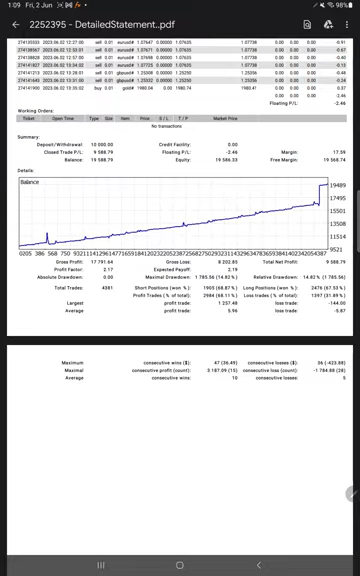 1:09 Fri, 2 Jun
98%
2252395 - DetailedStatement..pdf
274135333 2023.06.02 12:27:00 sell 0.01 eurusd# 1.07647 0.00000 1.07635 1.07738 0.00 0.00 0.00 -0.91
274138567 2023.06.02 12:53:01 sell 0.01 eurusd# 1.07671 0.00000 1.07635 1.07738 0.00 0.00 0.00 -0.67
274138828 2023.06.02 12:57:00 sell 0.01 eurusd# 1.07698 0.00000 1.07635 1.07738 0.00 0.00 0.00 -0.40
274141827 2023.06.02 13:34:02 sell 0.01 eurusd# 1.07725 0.00000 1.07635 1.07738 0.00 0.00 0.00 -0.13
274141213 2023.06.02 13:28:01 sell 0.01 gbpusd# 1.25308 0.00000 1.25250 1.25356 0.00 0.00 0.00 -0.48
274141643 2023.06.02 13:31:00 sell 0.01 gbpusd# 1.25332 0.00000 1.25250 1.25356 0.00 0.00 0.00 -0.24
274141900 2023.06.02 13:35:02 buy 0.01 gold# 1980.04 0.00 1980.74 1980.41 0.00 0.00 0.00 0.37
0.00 0.00 0.00 -2.46
Floating P/L: -2.46
Working Orders:
Ticket Open Time Type Size Item Price S / L T / P Market Price
No transactions
Summary:
Deposit/Withdrawal: 10 000.00 Credit Facility: 0.00
Closed Trade P/L: 9 588.79 Floating P/L: -2.46 Margin: 17.59
Balance: 19 588.79 Equity: 19 586.33 Free Margin: 19 568.74
Details:
Balance
19489
17495
15501
13508
11514
9521
Gross Profit: 17 791.64 Gross Loss: 8 202.85 Total Net Profit: 9 588.79
Profit Factor: 2.17 Expected Payoff: 2.19
Absolute Drawdown: 0.00 Maximal Drawdown: 1 785.56 (14.82 %) Relative Drawdown: 14.82 % (1 785.56)
Total Trades: 4381 Short Positions (won %): 1905 (68.87 %) Long Positions (won %): 2476 (67.53 %)
Profit Trades (% of total): 2984 (68.11 %) Loss trades (% of total): 1397 (31.89 %)
Largest profit trade: 1 257.48 loss trade: -144.00
Average profit trade: 5.96 loss trade: -5.87
Maximum consecutive wins ($): 47 (36.49) consecutive losses ($): 36 (-423.88)
Maximal consecutive profit (count): 3 187.09 (15) consecutive loss (count): -1 784.88 (28)
Average consecutive wins: 10 consecutive losses: 5